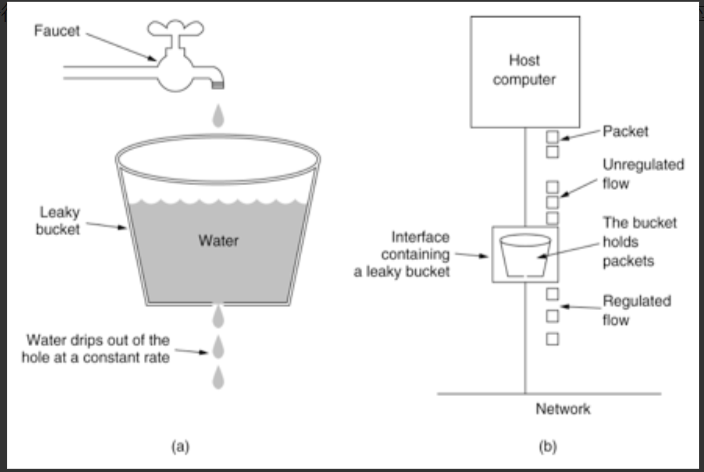 Faucet
Leaky
bucket
Water
Water drips out of the
hole at a constant rate
(a)
Host
computer
Packet
Unregulated
flow
The bucket
holds
packets
Interface
containing
a leaky bucket
Regulated
flow
Network
(b)